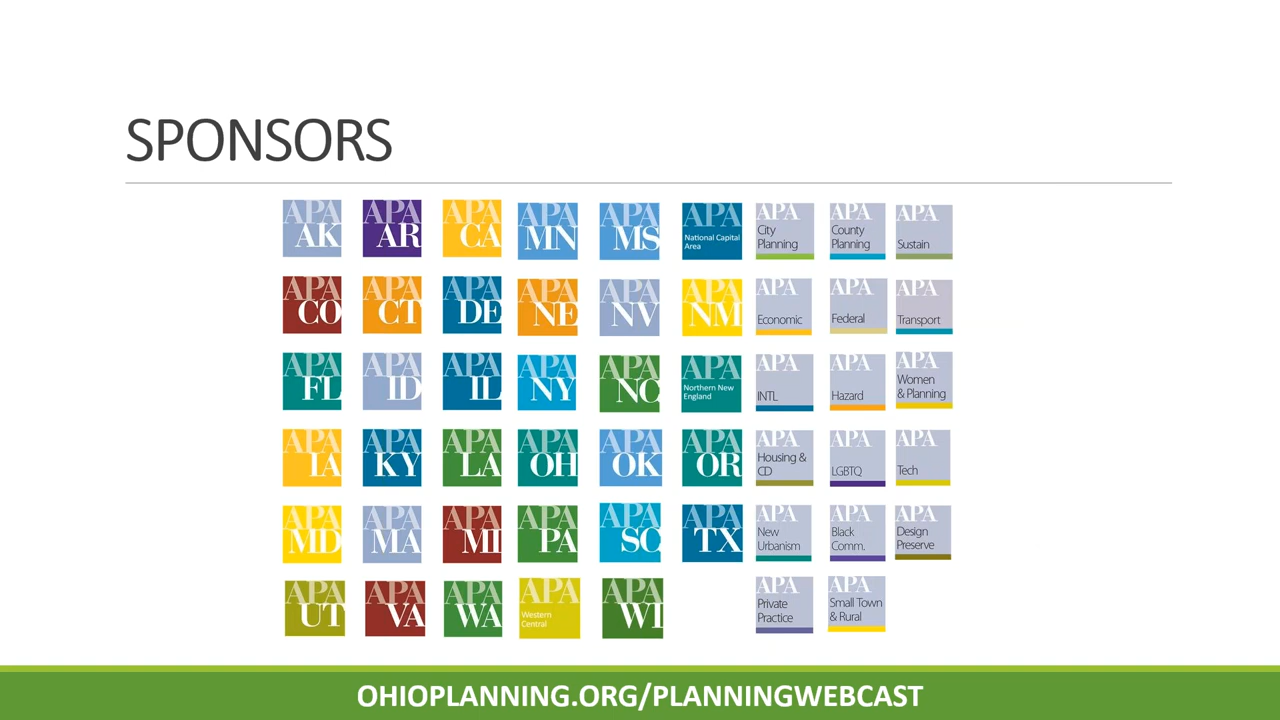 SPONSORS
APA AK
APA AR
APA CA
APA MN
APA MS
APA National Capital
Area
APA City
Planning
APA County
Planning
APA Sustain
APA CO
APA CT
APA DE
APA NE
APA NV
APA NM
APA Economic
APA Federal
APA Transport
APA FL
APA ID
APA IL
APA NY
APA NC
APA Northern New
England
APA INTL
APA Hazard
APA Women
& Planning
APA IA
APA KY
APA LA
APA OH
APA OK
APA OR
APA Housing &
CD
APA LGBTQ
APA Tech
APA MD
APA MA
APA MI
APA PA
APA SC
APA TX
APA New
Urbanism
APA Black
Comm.
APA Design
Preserve
APA UT
APA VA
APA WA
APA Western
Central
APA WI
APA Private
Practice
APA Small Town
& Rural
OHIOPLANNING.ORG/PLANNINGWEBCAST